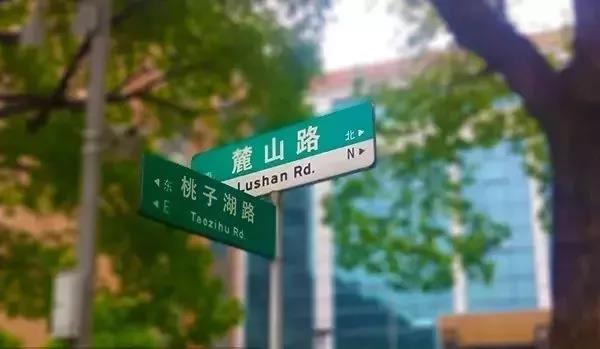 麓山路 北▶
Lushan Rd. N▶
◀东 桃子湖路
◀E Taozihu Rd.